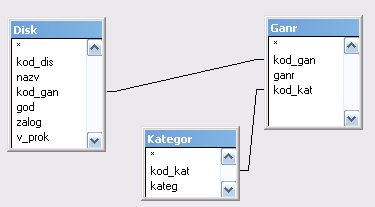 Disk
*
kod_dis
nazv
kod_gan
god
zalog
v_prok
Ganr
*
kod_gan
ganr
kod_kat
Kategor
*
kod_kat
kateg